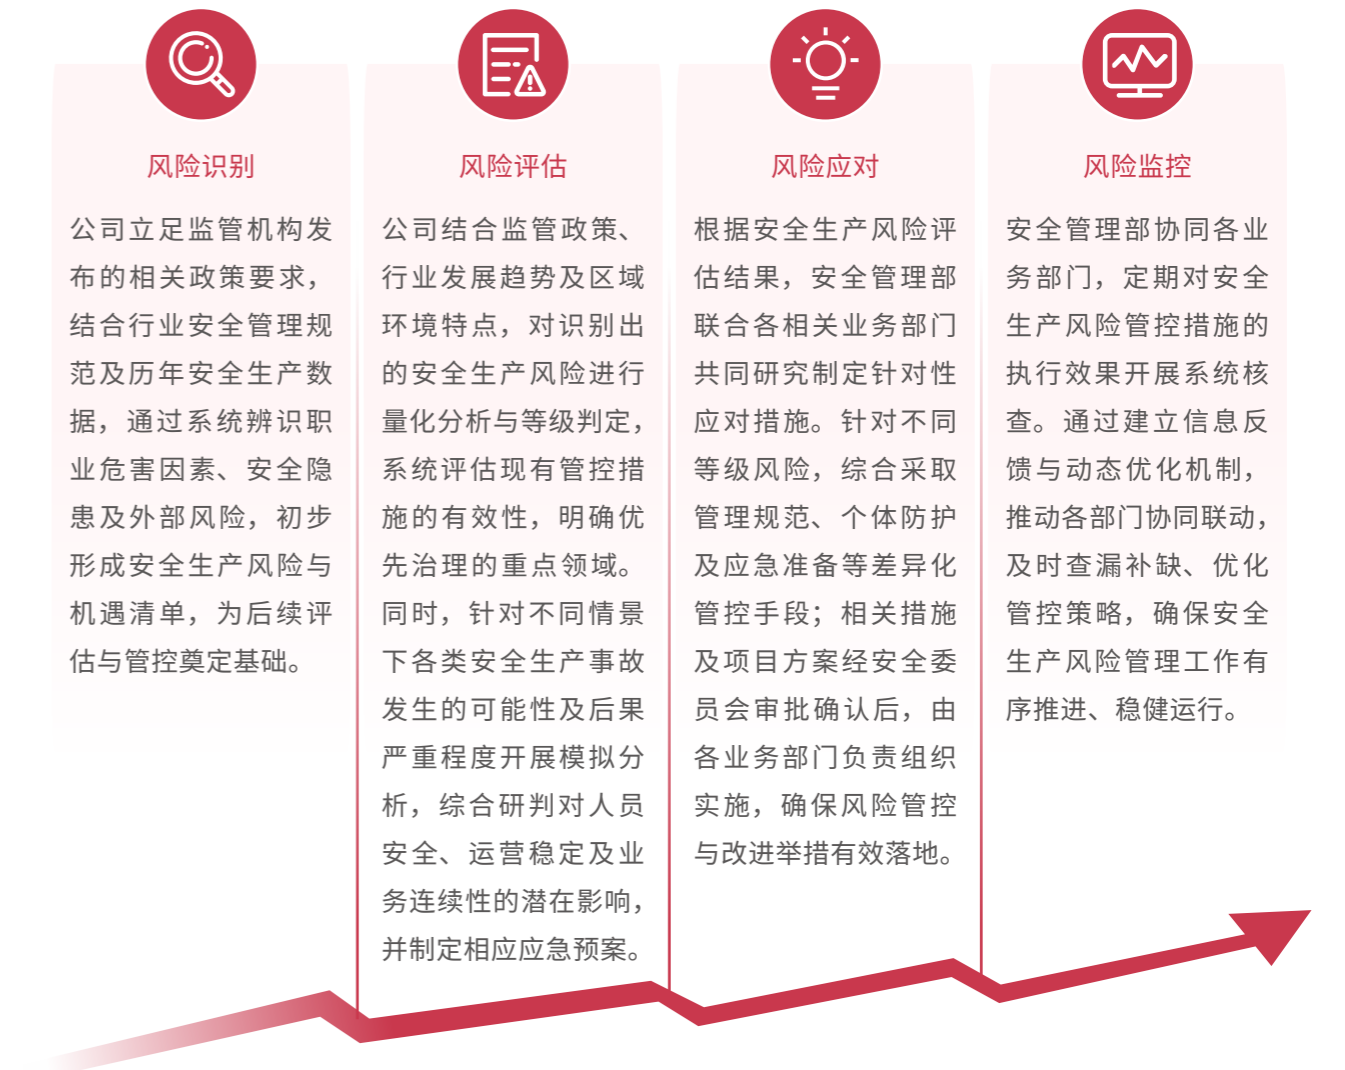 风险识别
公司立足监管机构发
布的相关政策要求，
结合行业安全管理规
范及历年安全生产数
据，通过系统辨识职
业危害因素、安全隐
患及外部风险，初步
形成安全生产风险与
机遇清单，为后续评
估与管控奠定基础。
风险评估
公司结合监管政策、
行业发展趋势及区域
环境特点，对识别出
的安全生产风险进行
量化分析与等级判定，
系统评估现有管控措
施的有效性，明确优
先治理的重点领域。
同时，针对不同情景
下各类安全生产事故
发生的可能性及后果
严重程度开展模拟分
析，综合研判对人员
安全、运营稳定及业
务连续性的潜在影响，
并制定相应应急预案。
风险应对
根据安全生产风险评
估结果，安全管理部
联合各相关业务部门
共同研究制定针对性
应对措施。针对不同
等级风险，综合采取
管理规范、个体防护
及应急准备等差异化
管控手段；相关措施
及项目方案经安全委
员会审批确认后，由
各业务部门负责组织
实施，确保风险管控
与改进举措有效落地。
风险监控
安全管理部协同各业
务部门，定期对安全
生产风险管控措施的
执行效果开展系统核
查。通过建立信息反
馈与动态优化机制，
推动各部门协同联动，
及时查漏补缺、优化
管控策略，确保安全
生产风险管理工作有
序推进、稳健运行。